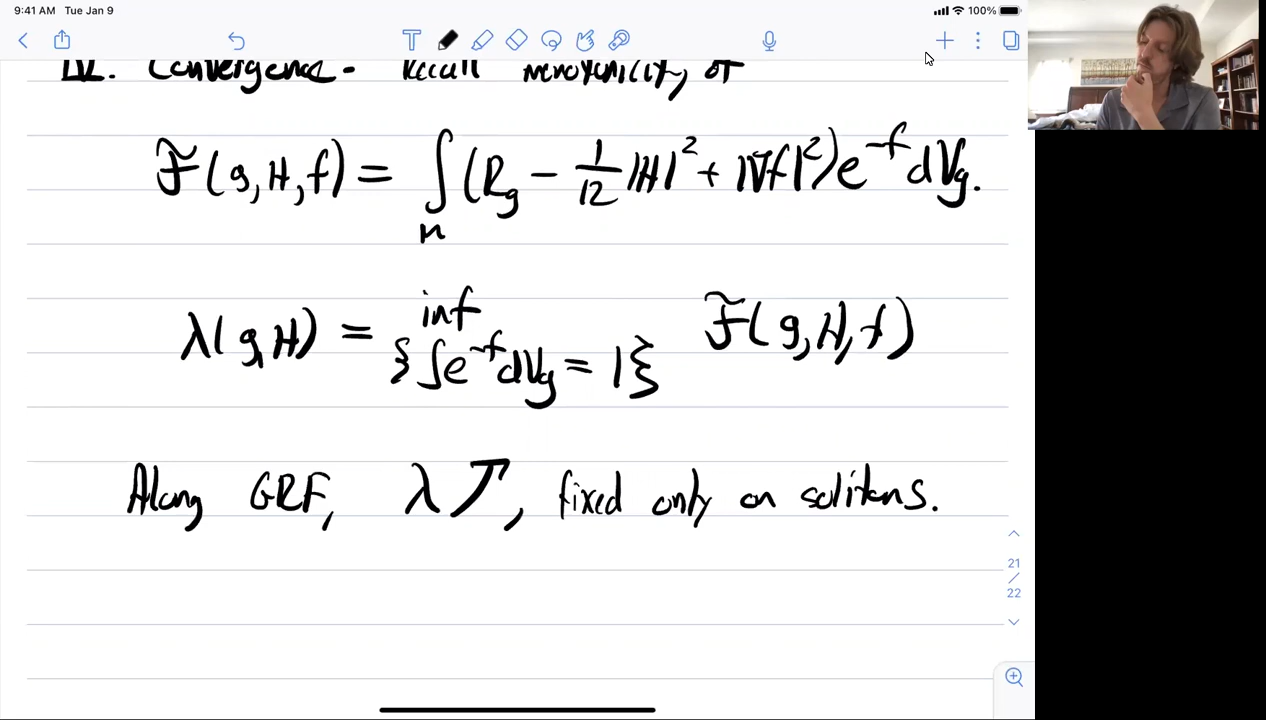 9:41 AM Tue Jan 9
100%
IV. Convergence - Recall monotonicity of
F̃(g,H,f) = ∫_M (R_g - 1/12 |H|² + |∇f|²) e^{-f} dV_g.
λ(g,H) = inf_{∫e^{-f} dV_g = 1} F̃(g,H,f)
Along GRF, λ ↗, fixed only on solitons.
21
/
22